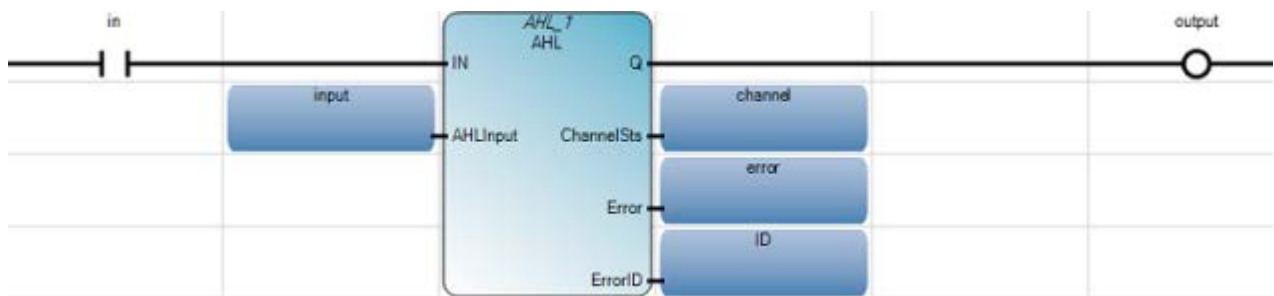 in
AHL_1
AHL
output
IN
Q
input
channel
AHLInput
ChannelSts
error
Error
ID
ErrorID